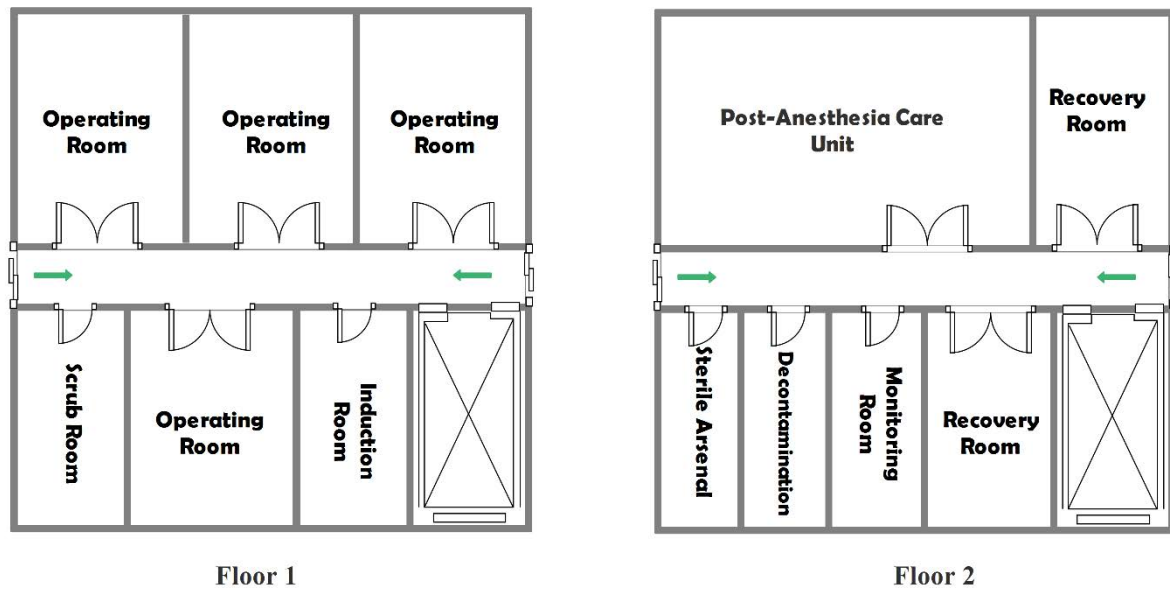 Operating
Room
Operating
Room
Operating
Room
Scrub Room
Operating
Room
Induction
Room
Floor 1
Post-Anesthesia Care
Unit
Recovery
Room
Sterile Arsenal
Decontamination
Monitoring
Room
Recovery
Room
Floor 2